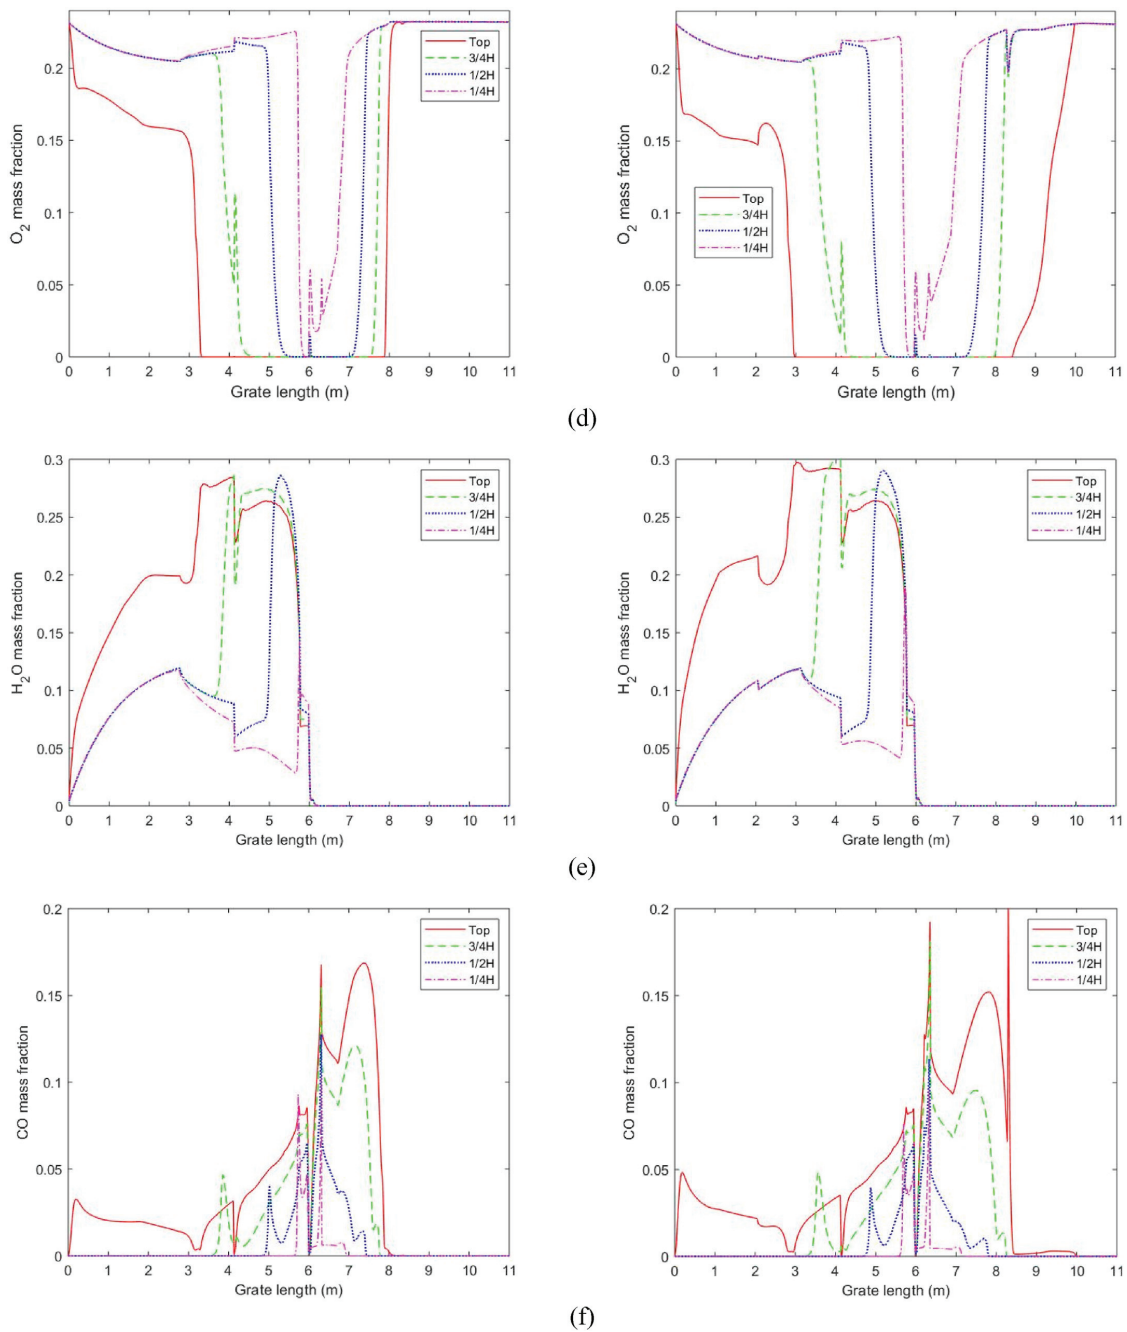 0.2
0.15
0.1
0.05
0
O2 mass fraction
Top
3/4H
1/2H
1/4H
0 1 2 3 4 5 6 7 8 9 10 11
Grate length (m)
0.2
0.15
0.1
0.05
0
O2 mass fraction
Top
3/4H
1/2H
1/4H
0 1 2 3 4 5 6 7 8 9 10 11
Grate length (m)
(d)
0.3
0.25
0.2
0.15
0.1
0.05
0
H2O mass fraction
Top
3/4H
1/2H
1/4H
0 1 2 3 4 5 6 7 8 9 10 11
Grate length (m)
0.3
0.25
0.2
0.15
0.1
0.05
0
H2O mass fraction
Top
3/4H
1/2H
1/4H
0 1 2 3 4 5 6 7 8 9 10 11
Grate length (m)
(e)
0.2
0.15
0.1
0.05
0
CO mass fraction
Top
3/4H
1/2H
1/4H
0 1 2 3 4 5 6 7 8 9 10 11
Grate length (m)
0.2
0.15
0.1
0.05
0
CO mass fraction
Top
3/4H
1/2H
1/4H
0 1 2 3 4 5 6 7 8 9 10 11
Grate length (m)
(f)